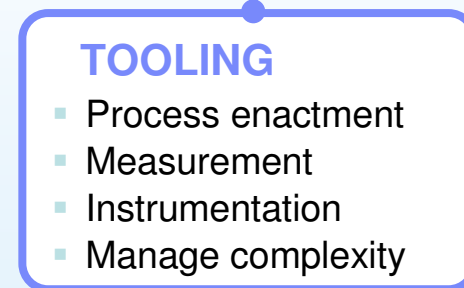 TOOLING
▪ Process enactment
▪ Measurement
▪ Instrumentation
▪ Manage complexity